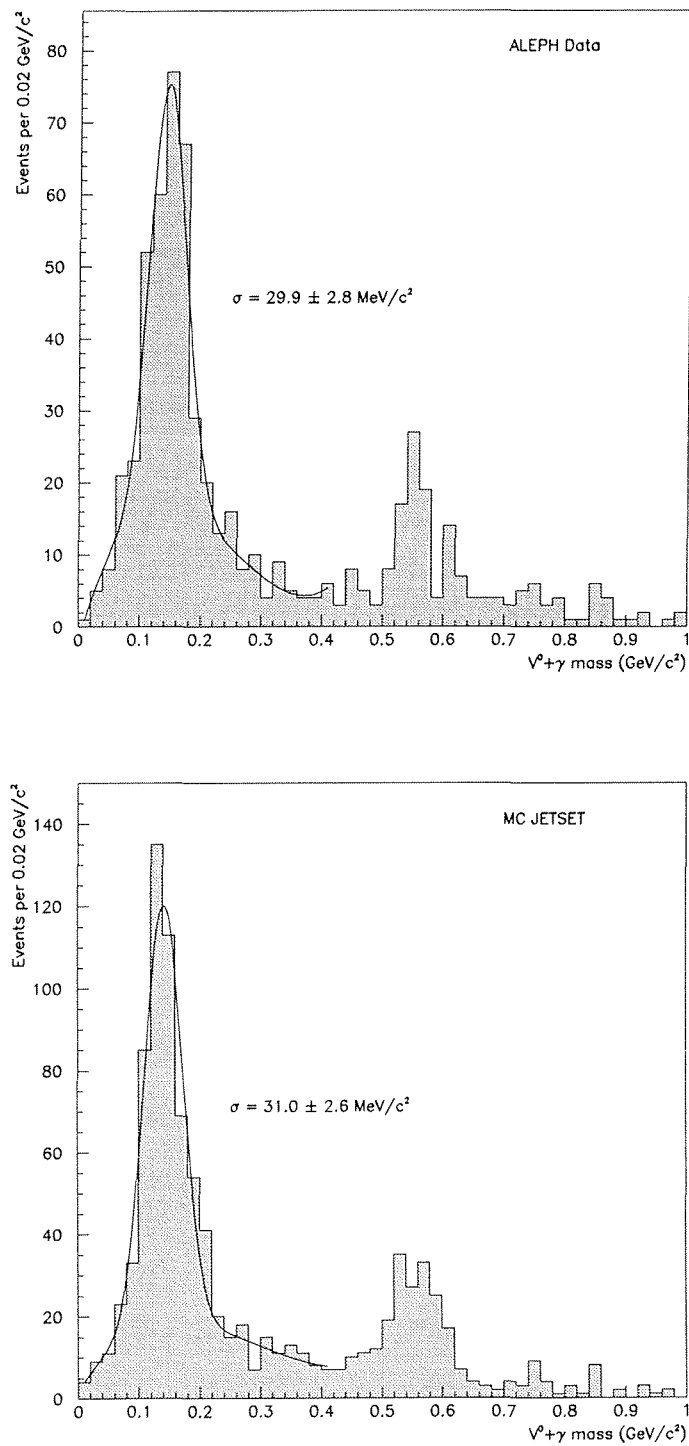 ALEPH Data
Events per 0.02 GeV/c²
80
70
60
50
40
30
20
10
0
σ = 29.9 ± 2.8 MeV/c²
0 0.1 0.2 0.3 0.4 0.5 0.6 0.7 0.8 0.9 1
V⁰+γ mass (GeV/c²)
MC JETSET
Events per 0.02 GeV/c²
140
120
100
80
60
40
20
0
σ = 31.0 ± 2.6 MeV/c²
0 0.1 0.2 0.3 0.4 0.5 0.6 0.7 0.8 0.9 1
V⁰+γ mass (GeV/c²)